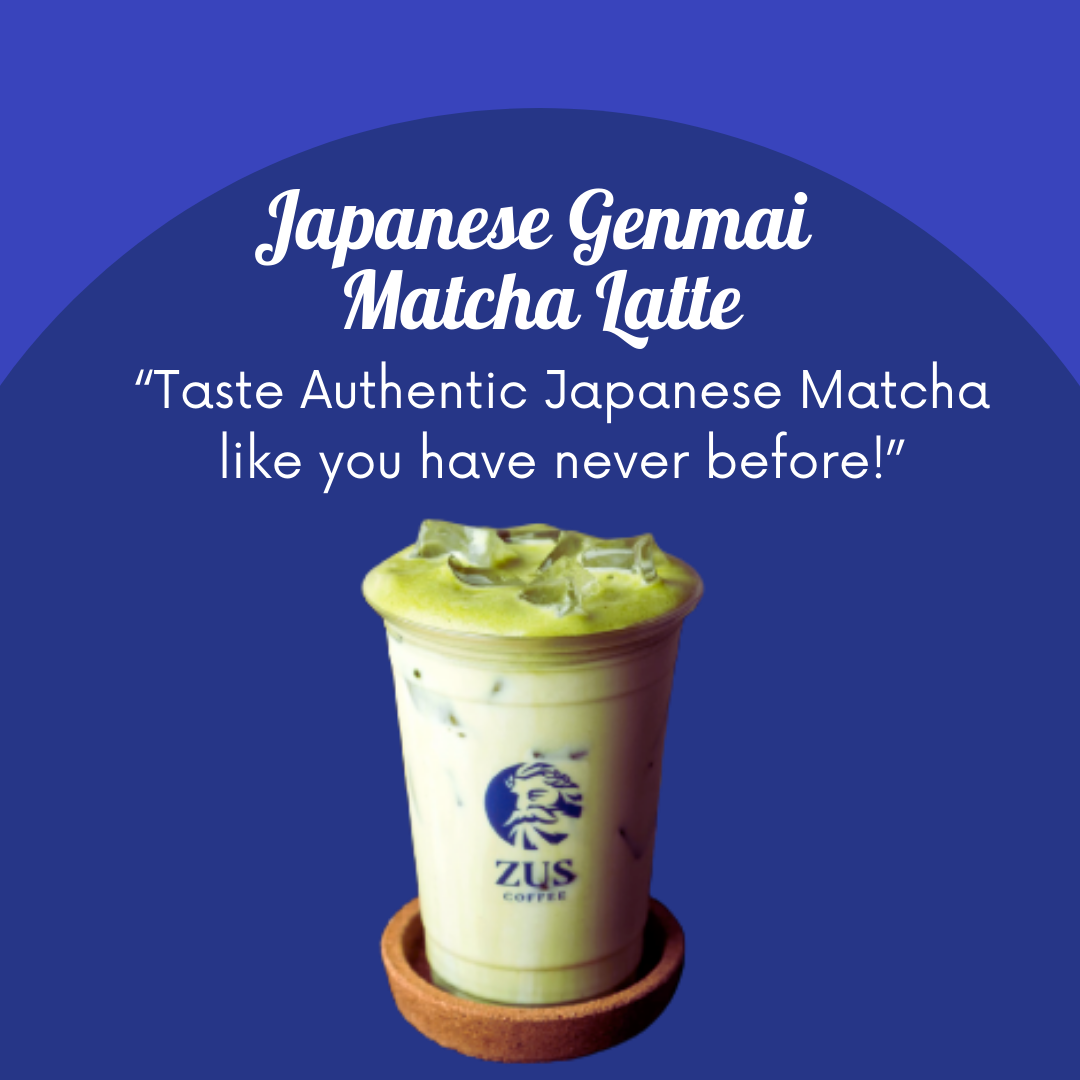 Japanese Genmai
Matcha Latte
“Taste Authentic Japanese Matcha
like you have never before!”
ZUS
COFFEE